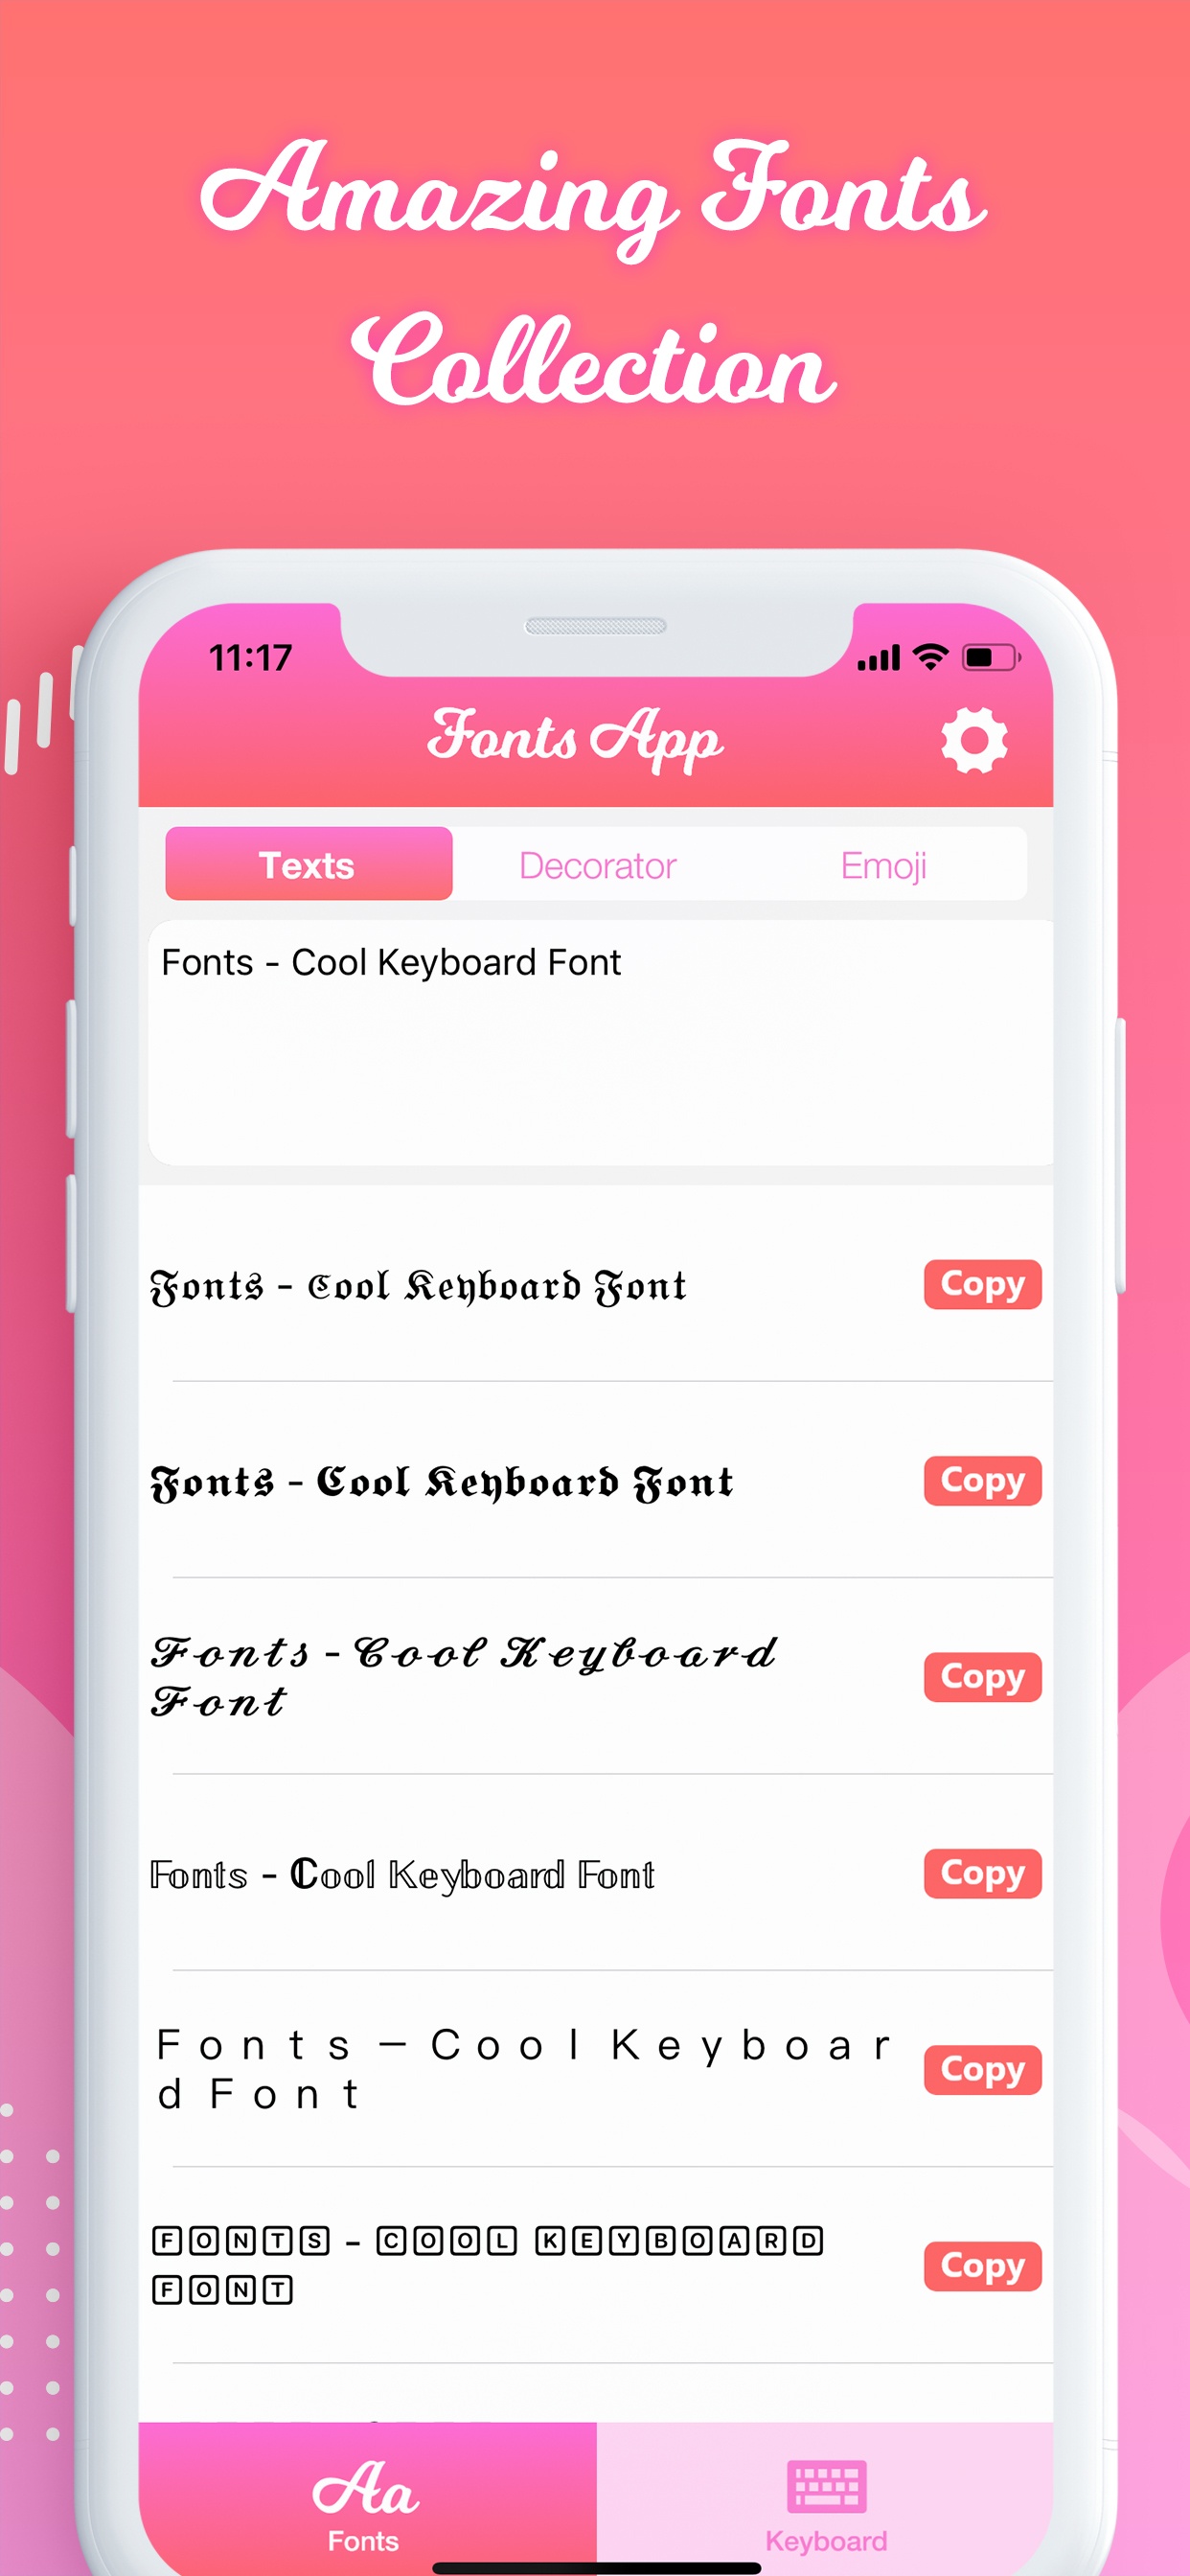 Amazing Fonts
Collection
11:17
Fonts App
Texts Decorator Emoji
Fonts - Cool Keyboard Font
𝔉𝔬𝔫𝔱𝔰 - ℭ𝔬𝔬𝔩 𝔎𝔢𝔶𝔟𝔬𝔞𝔯𝔡 𝔉𝔬𝔫𝔱
Copy
𝕱𝖔𝖓𝖙𝖘 - 𝕮𝖔𝖔𝖑 𝕶𝖊𝖞𝖇𝖔𝖆𝖗𝖉 𝕱𝖔𝖓𝖙
Copy
𝓕𝓸𝓷𝓽𝓼 - 𝓒𝓸𝓸𝓵 𝓚𝓮𝔂𝓫𝓸𝓪𝓻𝓭
𝓕𝓸𝓷𝓽
Copy
𝔽𝕠𝕟𝕥𝕤 - ℂ𝕠𝕠𝕝 𝕂𝕖𝕪𝕓𝕠𝕒𝕣𝕕 𝔽𝕠𝕟𝕥
Copy
Ｆｏｎｔｓ－Ｃｏｏｌ Ｋｅｙｂｏａｒ
ｄ Ｆｏｎｔ
Copy
🄵🄾🄽🅃🅂 - 🄲🄾🄾🄻 🄺🄴🅈🄱🄾🄰🅁🄳
🄵🄾🄽🅃
Copy
Aa
Fonts Keyboard